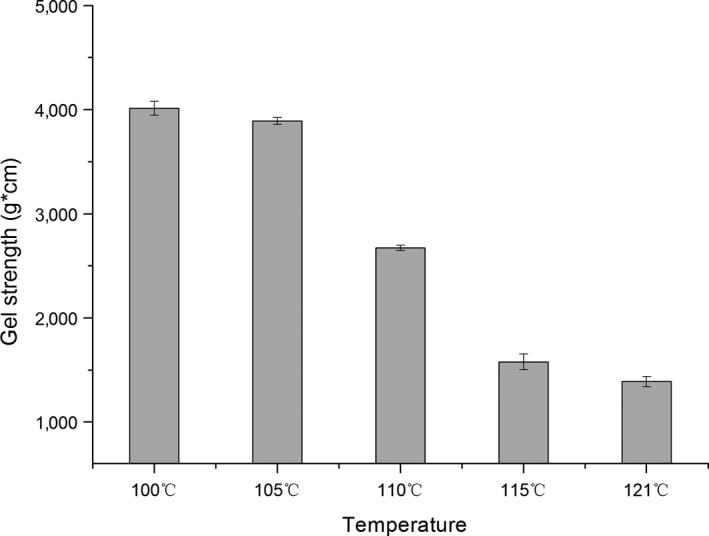 5,000
4,000
3,000
2,000
1,000
Gel strength (g*cm)
100℃ 105℃ 110℃ 115℃ 121℃
Temperature